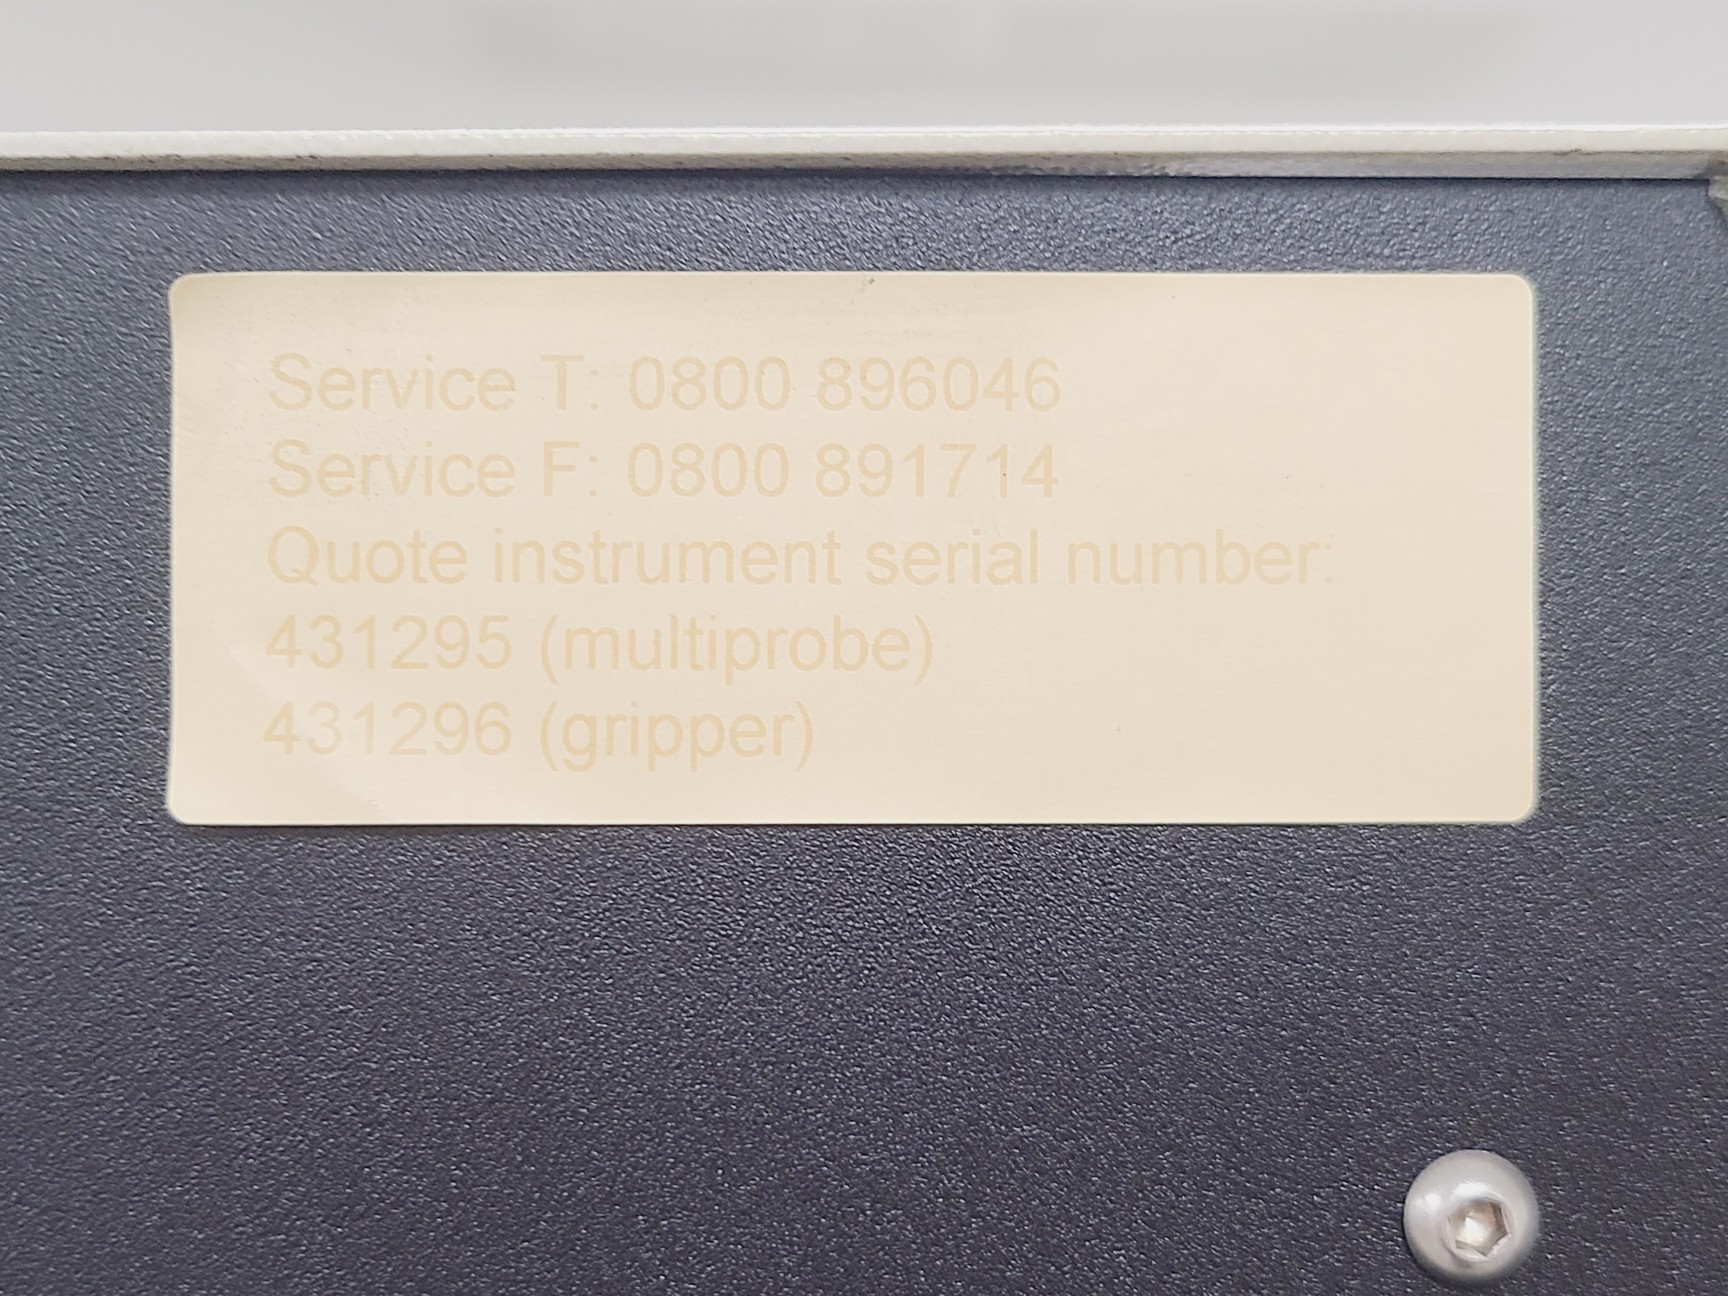 Service T: 0800 896046
Service F: 0800 891714
Quote instrument serial number:
431295 (multiprobe)
431296 (gripper)